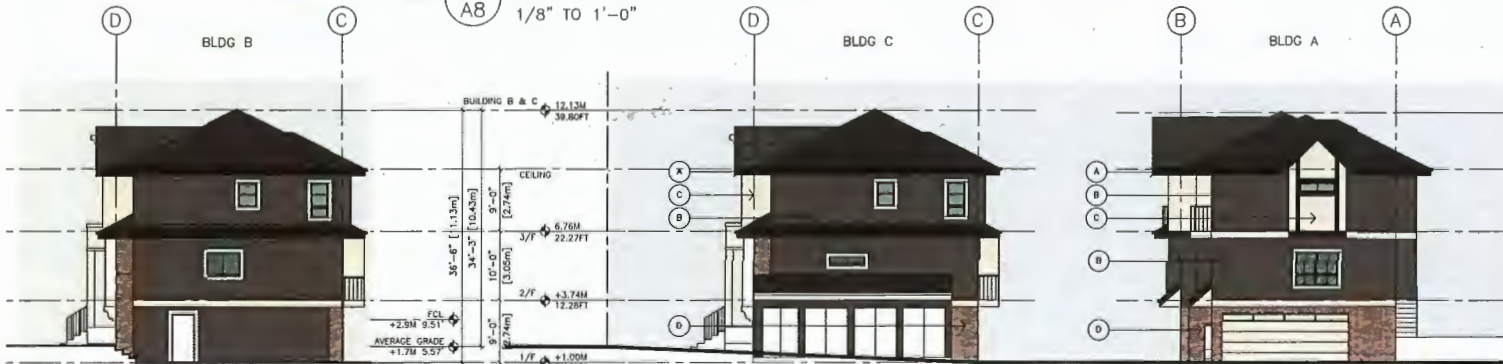 D
C
A8
1/8" TO 1'-0"
D
C
B
A
BLDG B
BLDG C
BLDG A
BUILDING B & C
12.13M
39.80FT
CEILING
36'-6" [11.13m]
34'-3" [10.43m]
9'-0"
[2.74m]
3/F
6.76M
22.27FT
10'-0"
[3.05m]
2/F
+3.74M
12.28FT
FCL
+2.9M 9.51'
AVERAGE GRADE
+1.7M 5.57'
9'-0"
[2.74m]
1/F
+1.00M
A
C
B
D
A
B
C
B
D